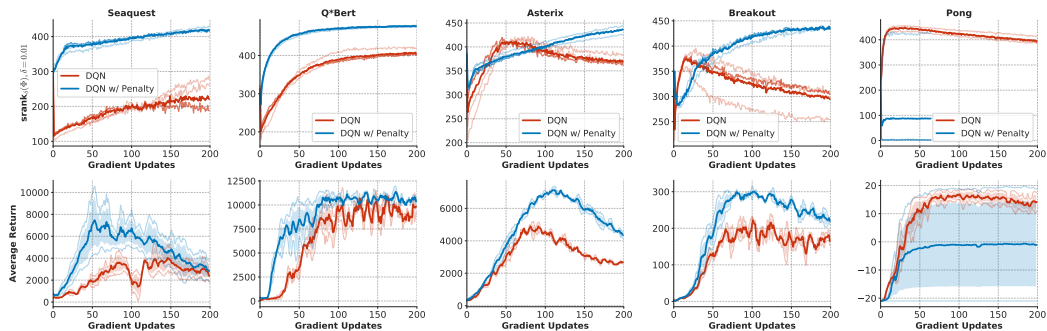 Seaquest
Q*Bert
Asterix
Breakout
Pong
srank(Φ), δ = 0.01
400
300
200
100
DQN
DQN w/ Penalty
0 50 100 150 200
Gradient Updates
400
300
200
DQN
DQN w/ Penalty
0 50 100 150 200
Gradient Updates
450
400
350
300
250
200
DQN
DQN w/ Penalty
0 50 100 150 200
Gradient Updates
450
400
350
300
250
DQN
DQN w/ Penalty
0 50 100 150 200
Gradient Updates
400
300
200
100
0
DQN
DQN w/ Penalty
0 50 100 150 200
Gradient Updates
Average Return
10000
8000
6000
4000
2000
0
0 50 100 150 200
Gradient Updates
12500
10000
7500
5000
2500
0
0 50 100 150 200
Gradient Updates
6000
4000
2000
0
0 50 100 150 200
Gradient Updates
300
200
100
0
0 50 100 150 200
Gradient Updates
20
10
0
−10
−20
0 50 100 150 200
Gradient Updates